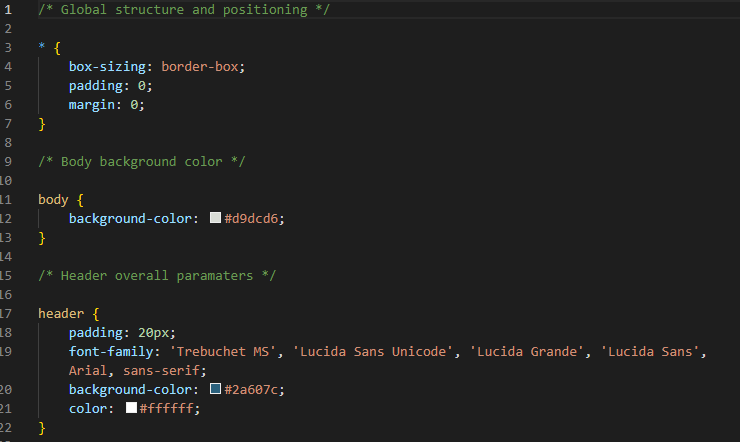 1 /* Global structure and positioning */
2
3 * {
4     box-sizing: border-box;
5     padding: 0;
6     margin: 0;
7 }
8
9 /* Body background color */
10
11 body {
12     background-color: #d9dcd6;
13 }
14
15 /* Header overall paramaters */
16
17 header {
18     padding: 20px;
19     font-family: 'Trebuchet MS', 'Lucida Sans Unicode', 'Lucida Grande', 'Lucida Sans',
    Arial, sans-serif;
20     background-color: #2a607c;
21     color: #ffffff;
22 }